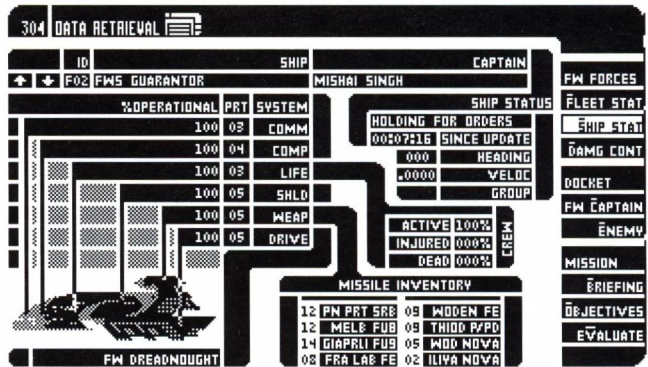 304 DATA RETRIEVAL
ID SHIP CAPTAIN
F02 FWS GUARANTOR MISHAI SINGH
%OPERATIONAL PRT SYSTEM
100 03 COMM
100 04 COMP
100 03 LIFE
100 05 SHLD
100 05 WEAP
100 05 DRIVE
FW DREADNOUGHT
SHIP STATUS
HOLDING FOR ORDERS
00:07:16 SINCE UPDATE
000 HEADING
.0000 VELOC
GROUP
ACTIVE 100%
INJURED 000%
DEAD 000%
CREW
MISSILE INVENTORY
12 PN PRT SRB 09 WODEN FE
12 MELB FUB 09 THIOD P/PD
14 GIAPRLI FU9 05 WOD NOVA
08 FRA LAB FE 02 ILIYA NOVA
FW FORCES
FLEET STAT
SHIP STAT
DAMG CONT
DOCKET
FW CAPTAIN
ENEMY
MISSION
BRIEFING
OBJECTIVES
EVALUATE